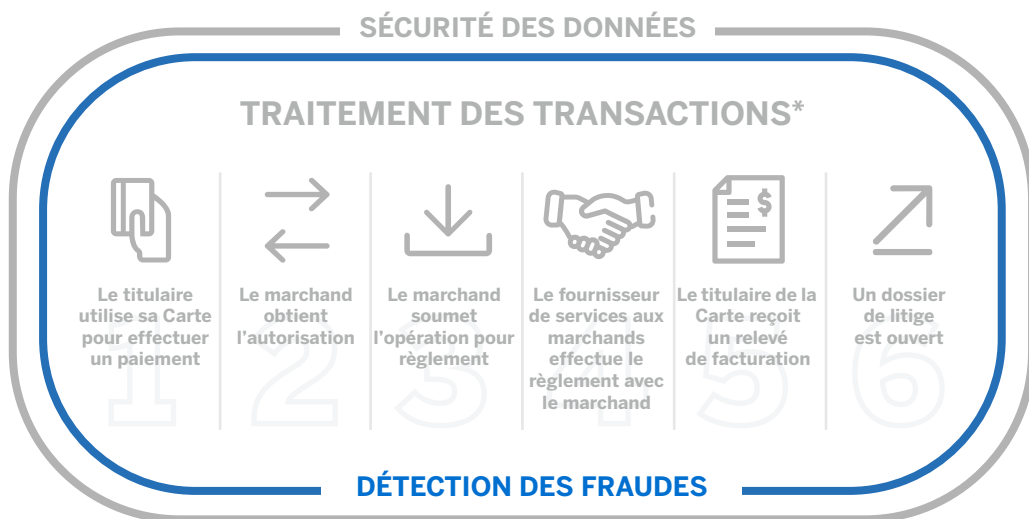 SÉCURITÉ DES DONNÉES
TRAITEMENT DES TRANSACTIONS*
$
Le titulaire
utilise sa Carte
pour effectuer
un paiement
1
Le marchand
obtient
l'autorisation
2
Le marchand
soumet
l'opération pour
règlement
3
Le fournisseur
de services aux
marchands
effectue le
règlement avec
le marchand
4
Le titulaire de la
Carte reçoit
un relevé
de facturation
5
Un dossier
de litige
est ouvert
6
DÉTECTION DES FRAUDES